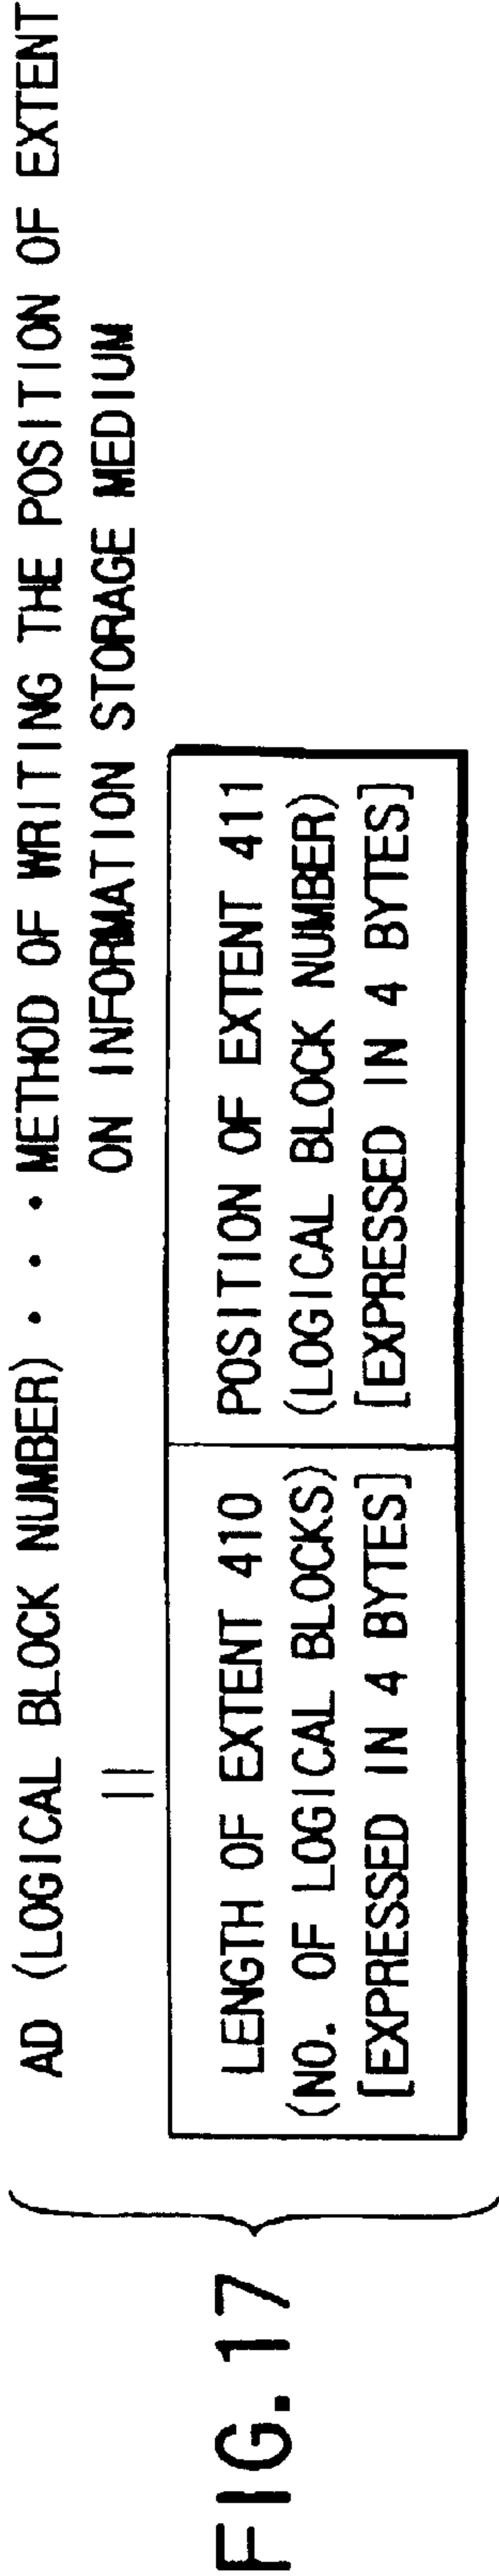 FIG. 17
AD (LOGICAL BLOCK NUMBER) · · · METHOD OF WRITING THE POSITION OF EXTENT
ON INFORMATION STORAGE MEDIUM
=
LENGTH OF EXTENT 410
(NO. OF LOGICAL BLOCKS)
[EXPRESSED IN 4 BYTES]
POSITION OF EXTENT 411
(LOGICAL BLOCK NUMBER)
[EXPRESSED IN 4 BYTES]